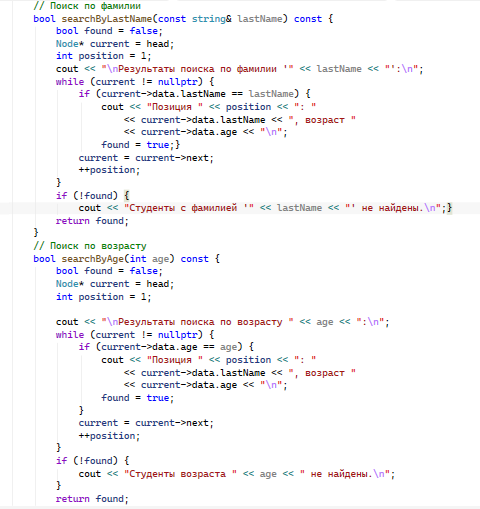 // Поиск по фамилии
bool searchByLastName(const string& lastName) const {
bool found = false;
Node* current = head;
int position = 1;
cout << "\nРезультаты поиска по фамилии '" << lastName << "':\n";
while (current != nullptr) {
if (current->data.lastName == lastName) {
cout << "Позиция " << position << ": "
<< current->data.lastName << ", возраст "
<< current->data.age << "\n";
found = true;}
current = current->next;
++position;
}
if (!found) {
cout << "Студенты с фамилией '" << lastName << "' не найдены.\n";}
return found;
}
// Поиск по возрасту
bool searchByAge(int age) const {
bool found = false;
Node* current = head;
int position = 1;
cout << "\nРезультаты поиска по возрасту " << age << ":\n";
while (current != nullptr) {
if (current->data.age == age) {
cout << "Позиция " << position << ": "
<< current->data.lastName << ", возраст "
<< current->data.age << "\n";
found = true;
}
current = current->next;
++position;
}
if (!found) {
cout << "Студенты возраста " << age << " не найдены.\n";
}
return found;